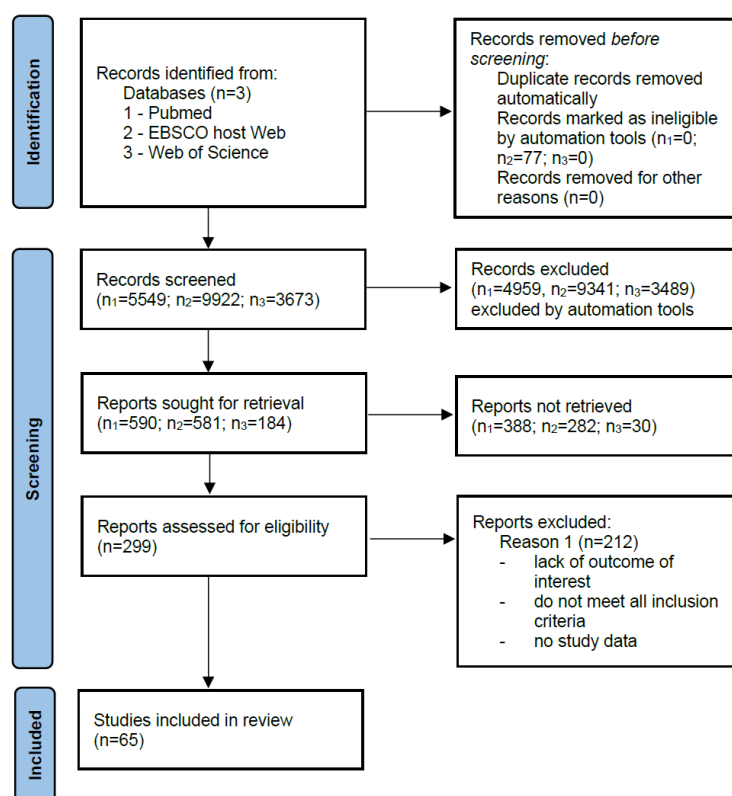 Identification
Records identified from:
Databases (n=3)
1 - Pubmed
2 - EBSCO host Web
3 - Web of Science
Records removed before
screening:
Duplicate records removed
automatically
Records marked as ineligible
by automation tools (n₁=0;
n₂=77; n₃=0)
Records removed for other
reasons (n=0)
Screening
Records screened
(n₁=5549; n₂=9922; n₃=3673)
Records excluded
(n₁=4959, n₂=9341; n₃=3489)
excluded by automation tools
Reports sought for retrieval
(n₁=590; n₂=581; n₃=184)
Reports not retrieved
(n₁=388; n₂=282; n₃=30)
Reports assessed for eligibility
(n=299)
Reports excluded:
Reason 1 (n=212)
- lack of outcome of
interest
- do not meet all inclusion
criteria
- no study data
Included
Studies included in review
(n=65)